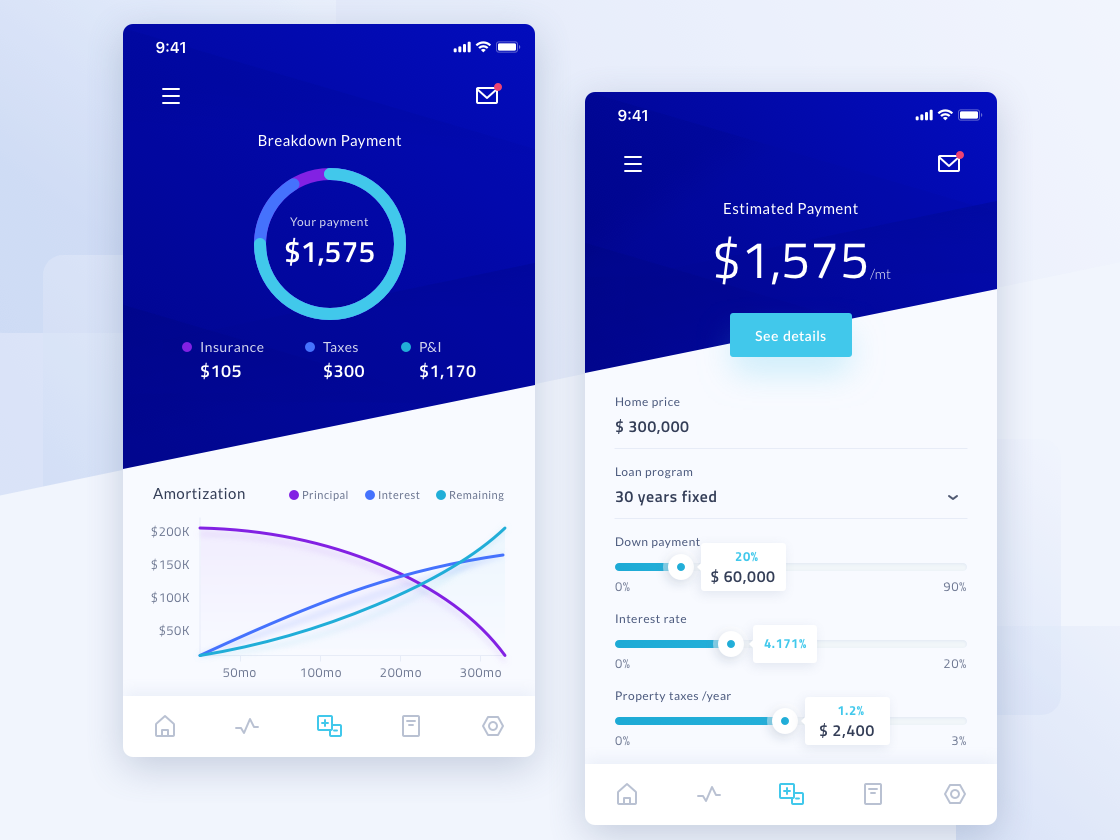 9:41
Breakdown Payment
Your payment
$1,575
Insurance
$105
Taxes
$300
P&I
$1,170
Amortization
Principal
Interest
Remaining
$200K
$150K
$100K
$50K
50mo 100mo 200mo 300mo
9:41
Estimated Payment
$1,575/mt
See details
Home price
$ 300,000
Loan program
30 years fixed
Down payment
20%
$ 60,000
0% 90%
Interest rate
4.171%
0% 20%
Property taxes /year
1.2%
$ 2,400
0% 3%